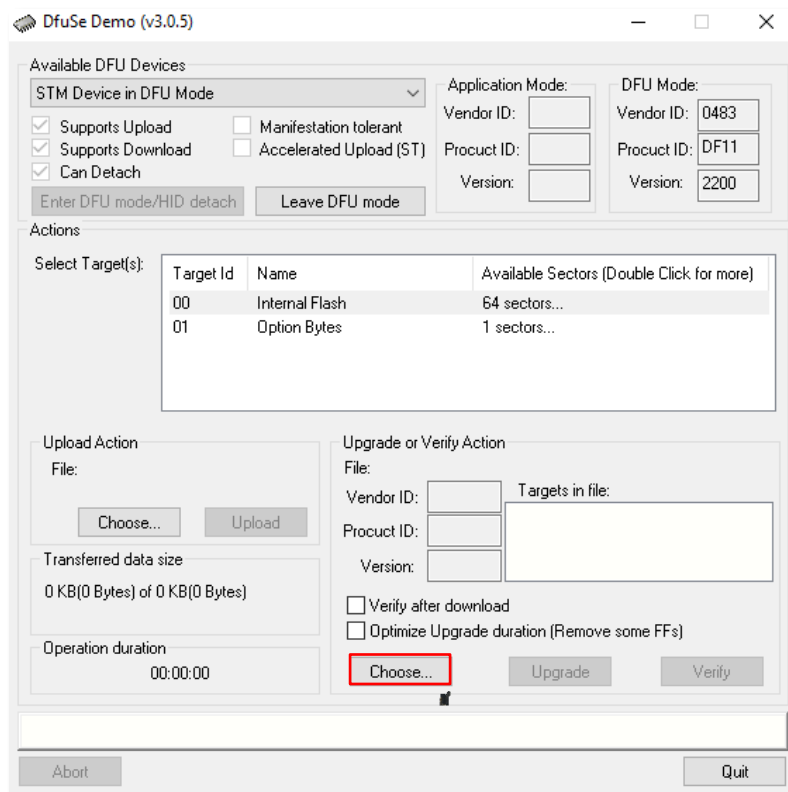 DfuSe Demo (v3.0.5)
Available DFU Devices
STM Device in DFU Mode
Supports Upload
Manifestation tolerant
Supports Download
Accelerated Upload (ST)
Can Detach
Enter DFU mode/HID detach
Leave DFU mode
Application Mode:
Vendor ID:
Procuct ID:
Version:
DFU Mode:
Vendor ID: 0483
Procuct ID: DF11
Version: 2200
Actions
Select Target(s):
Target Id Name Available Sectors (Double Click for more)
00 Internal Flash 64 sectors...
01 Option Bytes 1 sectors...
Upload Action
File:
Choose... Upload
Transferred data size
0 KB(0 Bytes) of 0 KB(0 Bytes)
Operation duration
00:00:00
Upgrade or Verify Action
File:
Vendor ID:
Procuct ID:
Version:
Targets in file:
Verify after download
Optimize Upgrade duration (Remove some FFs)
Choose... Upgrade Verify
Abort Quit